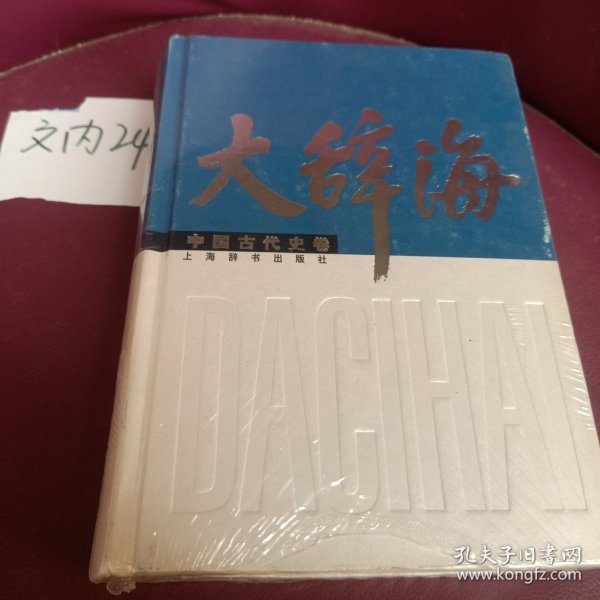 文内24
大辞海
中国古代史卷
上海辞书出版社
DACIHAI
孔夫子旧书网
www.kongfz.com